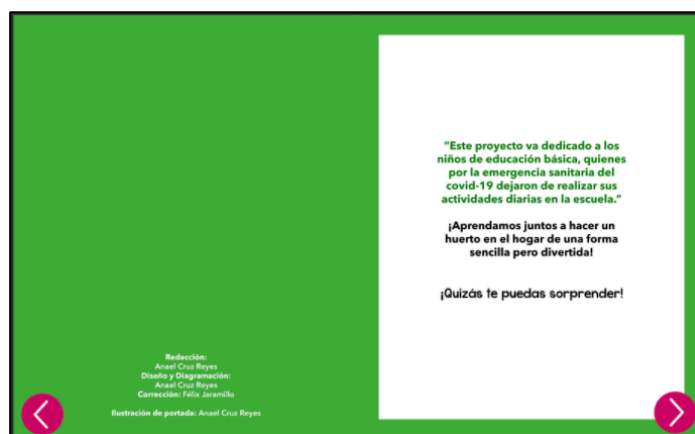 Redacción:
Anael Cruz Reyes
Diseño y Diagramación:
Anael Cruz Reyes
Corrección: Félix Jaramillo
Ilustración de portada: Anael Cruz Reyes
"Este proyecto va dedicado a los
niños de educación básica, quienes
por la emergencia sanitaria del
covid-19 dejaron de realizar sus
actividades diarias en la escuela."
¡Aprendamos juntos a hacer un
huerto en el hogar de una forma
sencilla pero divertida!
¡Quizás te puedas sorprender!